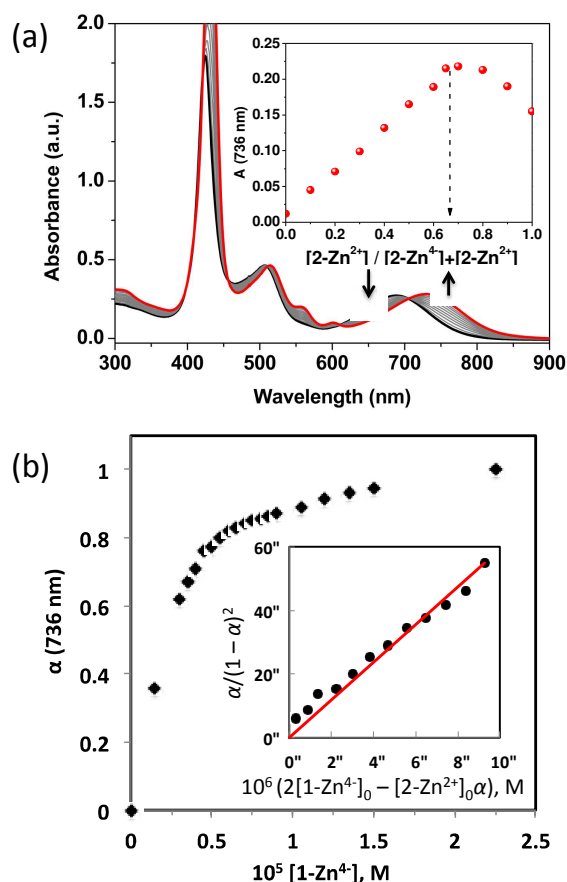 (a)
2.0
1.5
1.0
0.5
0.0
Absorbance (a.u.)
300 400 500 600 700 800 900
Wavelength (nm)
0.25
0.20
0.15
0.10
0.05
0.00
A (736 nm)
0.0 0.2 0.4 0.6 0.8 1.0
[2-Zn²⁺] / [2-Zn⁴⁻]+[2-Zn²⁺]
(b)
1
0.8
0.6
0.4
0.2
0
α (736 nm)
0 0.5 1 1.5 2 2.5
10⁵ [1-Zn⁴⁻], M
60"
40"
20"
0"
α/(1 − α)²
0" 2" 4" 6" 8" 10"
10⁶ (2[1-Zn⁴⁻]₀ – [2-Zn²⁺]₀α), M